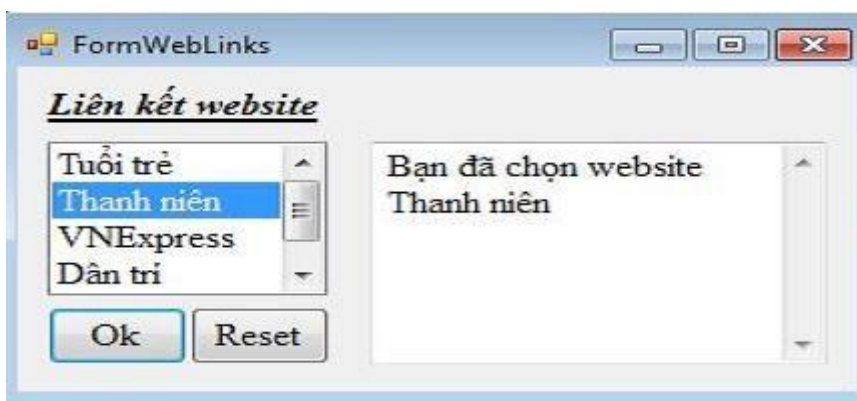 FormWebLinks
Liên kết website
Tuổi trẻ
Thanh niên
VNExpress
Dân trí
Ok
Reset
Bạn đã chọn website
Thanh niên